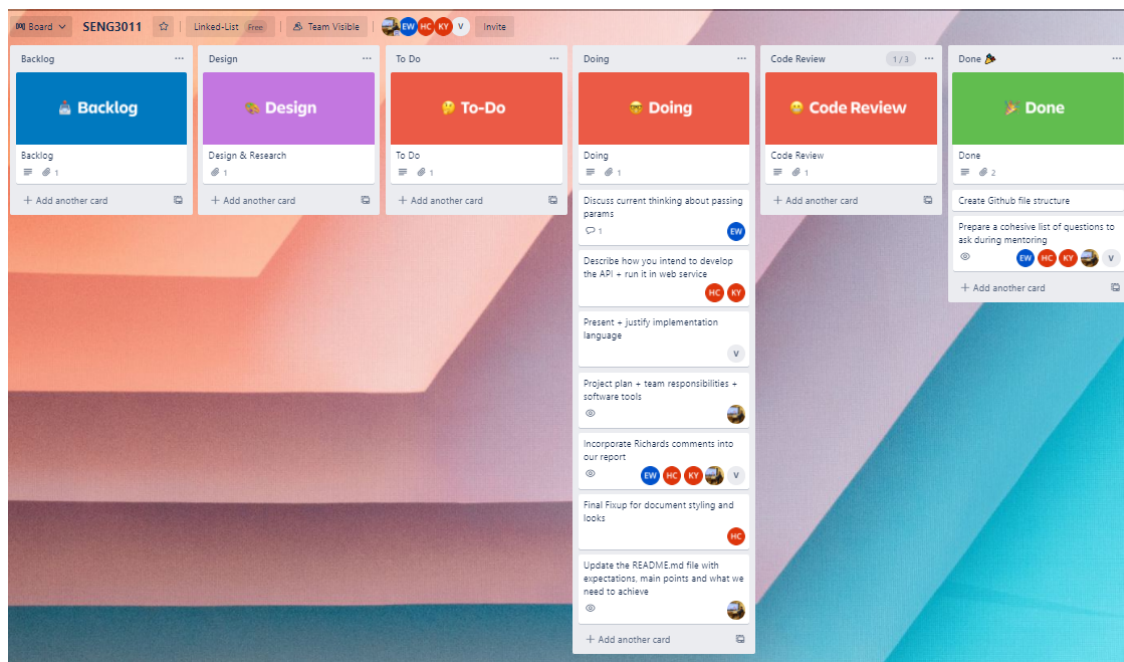 Board SENG3011 Linked-List Free Team Visible EW HC KY V Invite
Backlog
Backlog
Backlog
1
+ Add another card
Design
Design
Design & Research
1
+ Add another card
To Do
To-Do
To Do
1
+ Add another card
Doing
Doing
Doing
1
Discuss current thinking about passing
params
1 EW
Describe how you intend to develop
the API + run it in web service
HC KY
Present + justify implementation
language
V
Project plan + team responsibilities +
software tools
Incorporate Richards comments into
our report
EW HC KY V
Final Fixup for document styling and
looks
HC
Update the README.md file with
expectations, main points and what we
need to achieve
+ Add another card
Code Review 1 / 3
Code Review
Code Review
1
+ Add another card
Done
Done
Done
2
Create Github file structure
Prepare a cohesive list of questions to
ask during mentoring
EW HC KY V
+ Add another card